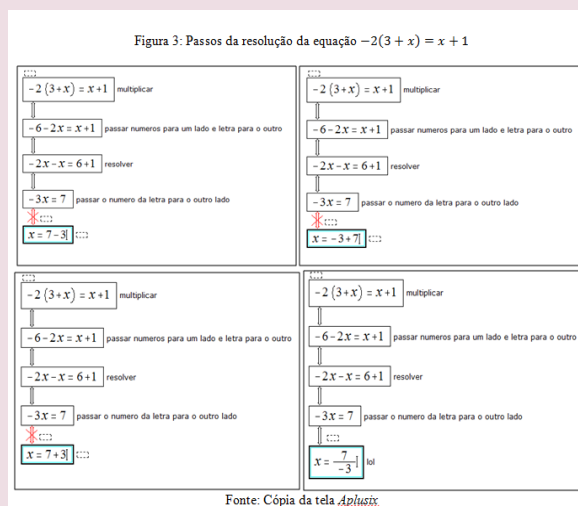 Figura 3: Passos da resolução da equação −2(3 + x) = x + 1
-2(3+x) = x+1 multiplicar
-6-2x = x+1 passar numeros para um lado e letra para o outro
-2x-x = 6+1 resolver
-3x = 7 passar o numero da letra para o outro lado
x = 7-3
-2(3+x) = x+1 multiplicar
-6-2x = x+1 passar numeros para um lado e letra para o outro
-2x-x = 6+1 resolver
-3x = 7 passar o numero da letra para o outro lado
x = -3+7
-2(3+x) = x+1 multiplicar
-6-2x = x+1 passar numeros para um lado e letra para o outro
-2x-x = 6+1 resolver
-3x = 7 passar o numero da letra para o outro lado
x = 7+3
-2(3+x) = x+1 multiplicar
-6-2x = x+1 passar numeros para um lado e letra para o outro
-2x-x = 6+1 resolver
-3x = 7 passar o numero da letra para o outro lado
x = 7/-3 lol
Fonte: Cópia da tela Aplusix